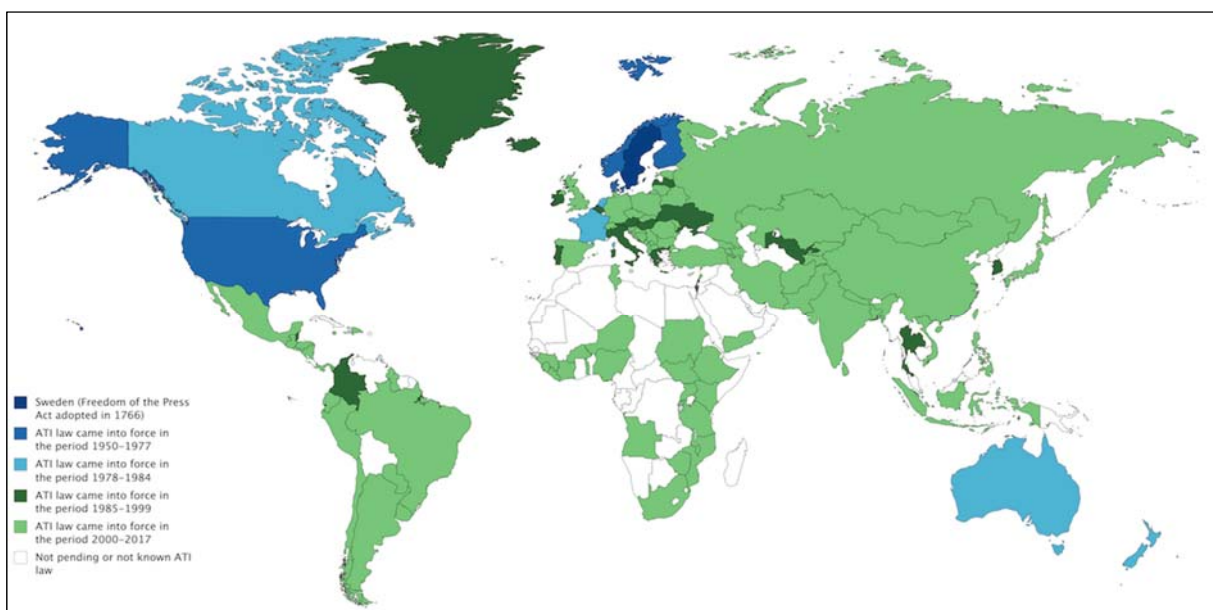 Sweden (Freedom of the Press
Act adopted in 1766)
ATI law came into force in
the period 1950–1977
ATI law came into force in
the period 1978–1984
ATI law came into force in
the period 1985–1999
ATI law came into force in
the period 2000–2017
Not pending or not known ATI
law